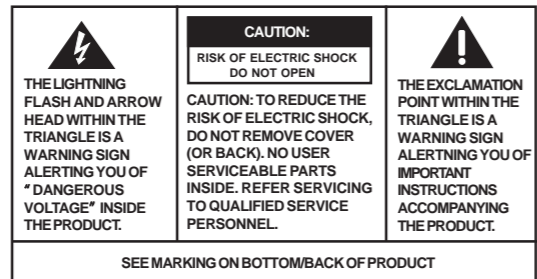 THE LIGHTNING
FLASH AND ARROW
HEAD WITHIN THE
TRIANGLE IS A
WARNING SIGN
ALERTING YOU OF
"DANGEROUS
VOLTAGE" INSIDE
THE PRODUCT.
CAUTION:
RISK OF ELECTRIC SHOCK
DO NOT OPEN
CAUTION: TO REDUCE THE
RISK OF ELECTRIC SHOCK,
DO NOT REMOVE COVER
(OR BACK). NO USER
SERVICEABLE PARTS
INSIDE. REFER SERVICING
TO QUALIFIED SERVICE
PERSONNEL.
THE EXCLAMATION
POINT WITHIN THE
TRIANGLE IS A
WARNING SIGN
ALERTNING YOU OF
IMPORTANT
INSTRUCTIONS
ACCOMPANYING
THE PRODUCT.
SEE MARKING ON BOTTOM/BACK OF PRODUCT